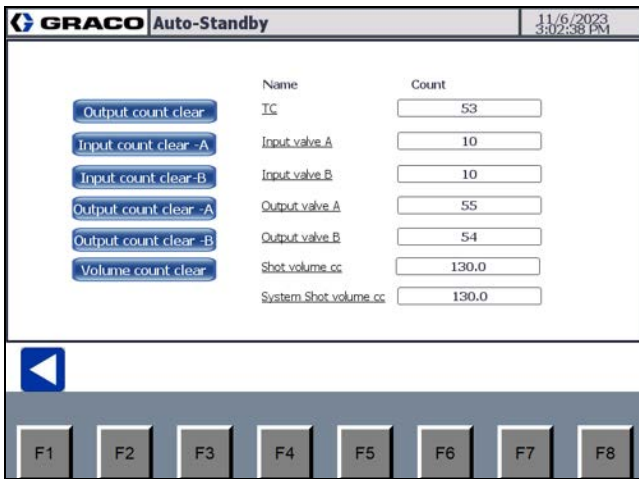 GRACO Auto-Standby 11/6/2023
3:02:38 PM
Name Count
Output count clear TC 53
Input count clear -A Input valve A 10
Input count clear-B Input valve B 10
Output count clear -A Output valve A 55
Output count clear -B Output valve B 54
Volume count clear Shot volume cc 130.0
System Shot volume cc 130.0
F1 F2 F3 F4 F5 F6 F7 F8